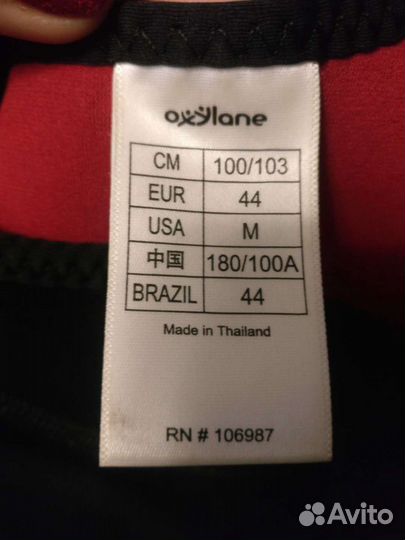 oxylane
CM 100/103
EUR 44
USA M
中国 180/100A
BRAZIL 44
Made in Thailand
RN # 106987
Avito